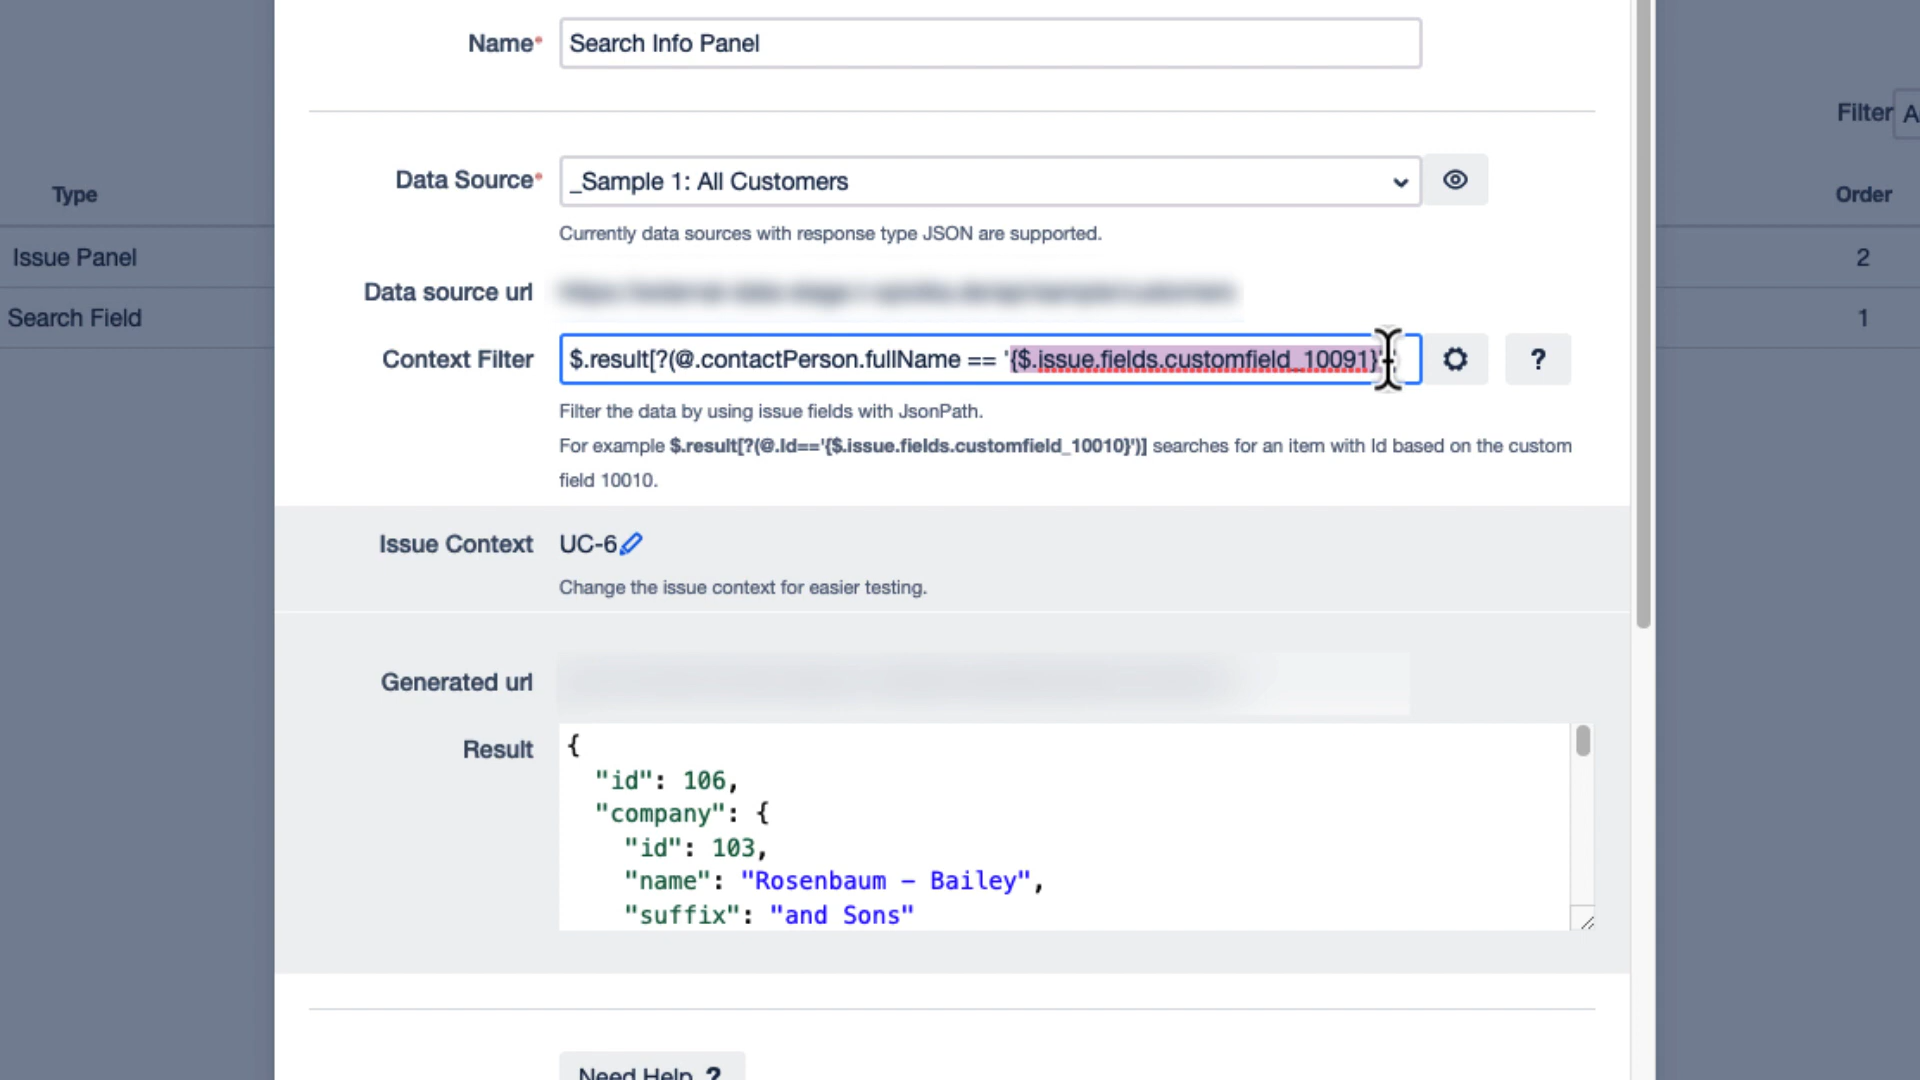 Name*
Search Info Panel
Filter A
Data Source*
_Sample 1: All Customers
Type
Order
Currently data sources with response type JSON are supported.
Issue Panel
2
Data source url
Search Field
1
Context Filter
$.result[?(@.contactPerson.fullName == '{$.issue.fields.customfield_10091}'
?
Filter the data by using issue fields with JsonPath.
For example $.result[?(@.Id=='{$.issue.fields.customfield_10010}')] searches for an item with Id based on the custom
field 10010.
Issue Context
UC-6
Change the issue context for easier testing.
Generated url
Result
{
"id": 106,
"company": {
"id": 103,
"name": "Rosenbaum – Bailey",
"suffix": "and Sons"
Need Help ?